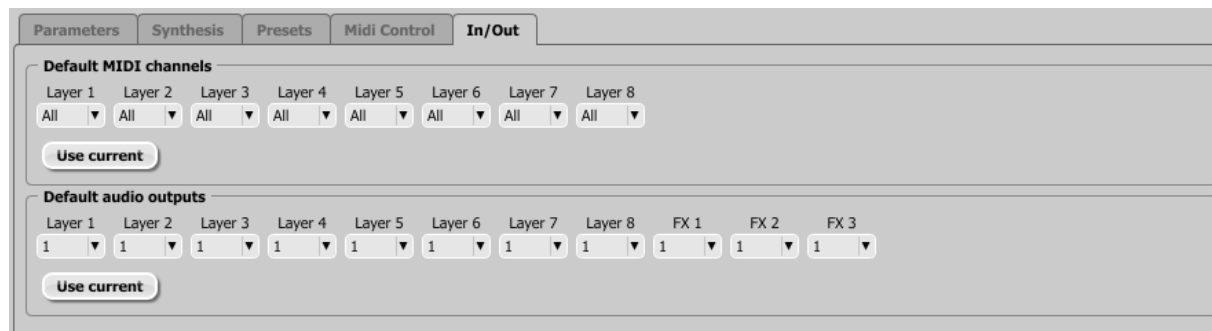 Parameters Synthesis Presets Midi Control In/Out
Default MIDI channels
Layer 1 Layer 2 Layer 3 Layer 4 Layer 5 Layer 6 Layer 7 Layer 8
All All All All All All All All
Use current
Default audio outputs
Layer 1 Layer 2 Layer 3 Layer 4 Layer 5 Layer 6 Layer 7 Layer 8 FX 1 FX 2 FX 3
1 1 1 1 1 1 1 1 1 1 1
Use current